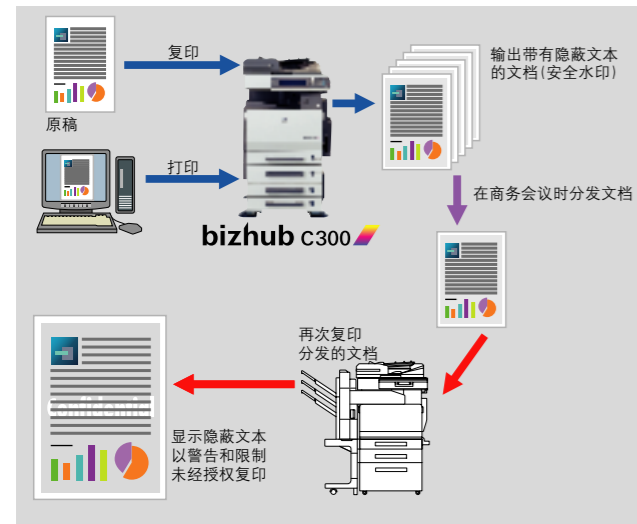 复印
原稿
打印
bizhub C300
输出带有隐蔽文本
的文档(安全水印)
在商务会议时分发文档
再次复印
分发的文档
Confidential
显示隐蔽文本
以警告和限制
未经授权复印